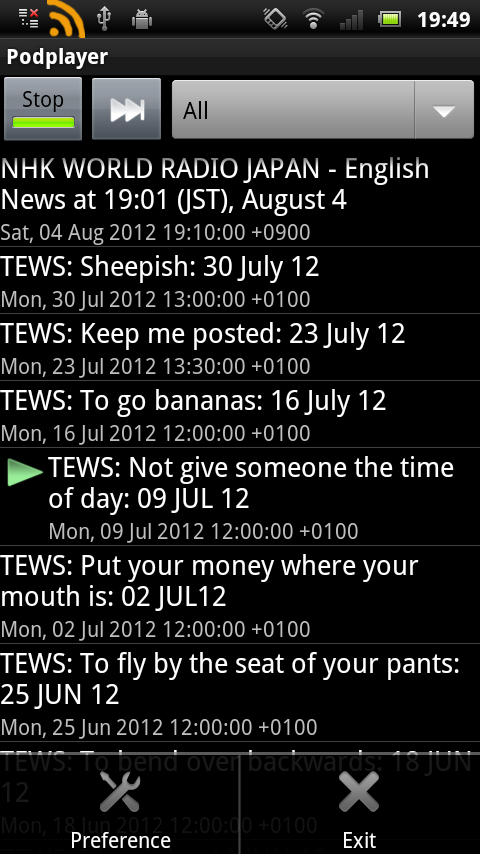 19:49
Podplayer
Stop
All
NHK WORLD RADIO JAPAN - English
News at 19:01 (JST), August 4
Sat, 04 Aug 2012 19:10:00 +0900
TEWS: Sheepish: 30 July 12
Mon, 30 Jul 2012 13:00:00 +0100
TEWS: Keep me posted: 23 July 12
Mon, 23 Jul 2012 13:30:00 +0100
TEWS: To go bananas: 16 July 12
Mon, 16 Jul 2012 12:00:00 +0100
TEWS: Not give someone the time
of day: 09 JUL 12
Mon, 09 Jul 2012 12:00:00 +0100
TEWS: Put your money where your
mouth is: 02 JUL12
Mon, 02 Jul 2012 12:00:00 +0100
TEWS: To fly by the seat of your pants:
25 JUN 12
Mon, 25 Jun 2012 12:00:00 +0100
TEWS: To bend over backwards: 18 JUN
12
Mon, 18 Jun 2012 12:00:00 +0100
Preference
Exit